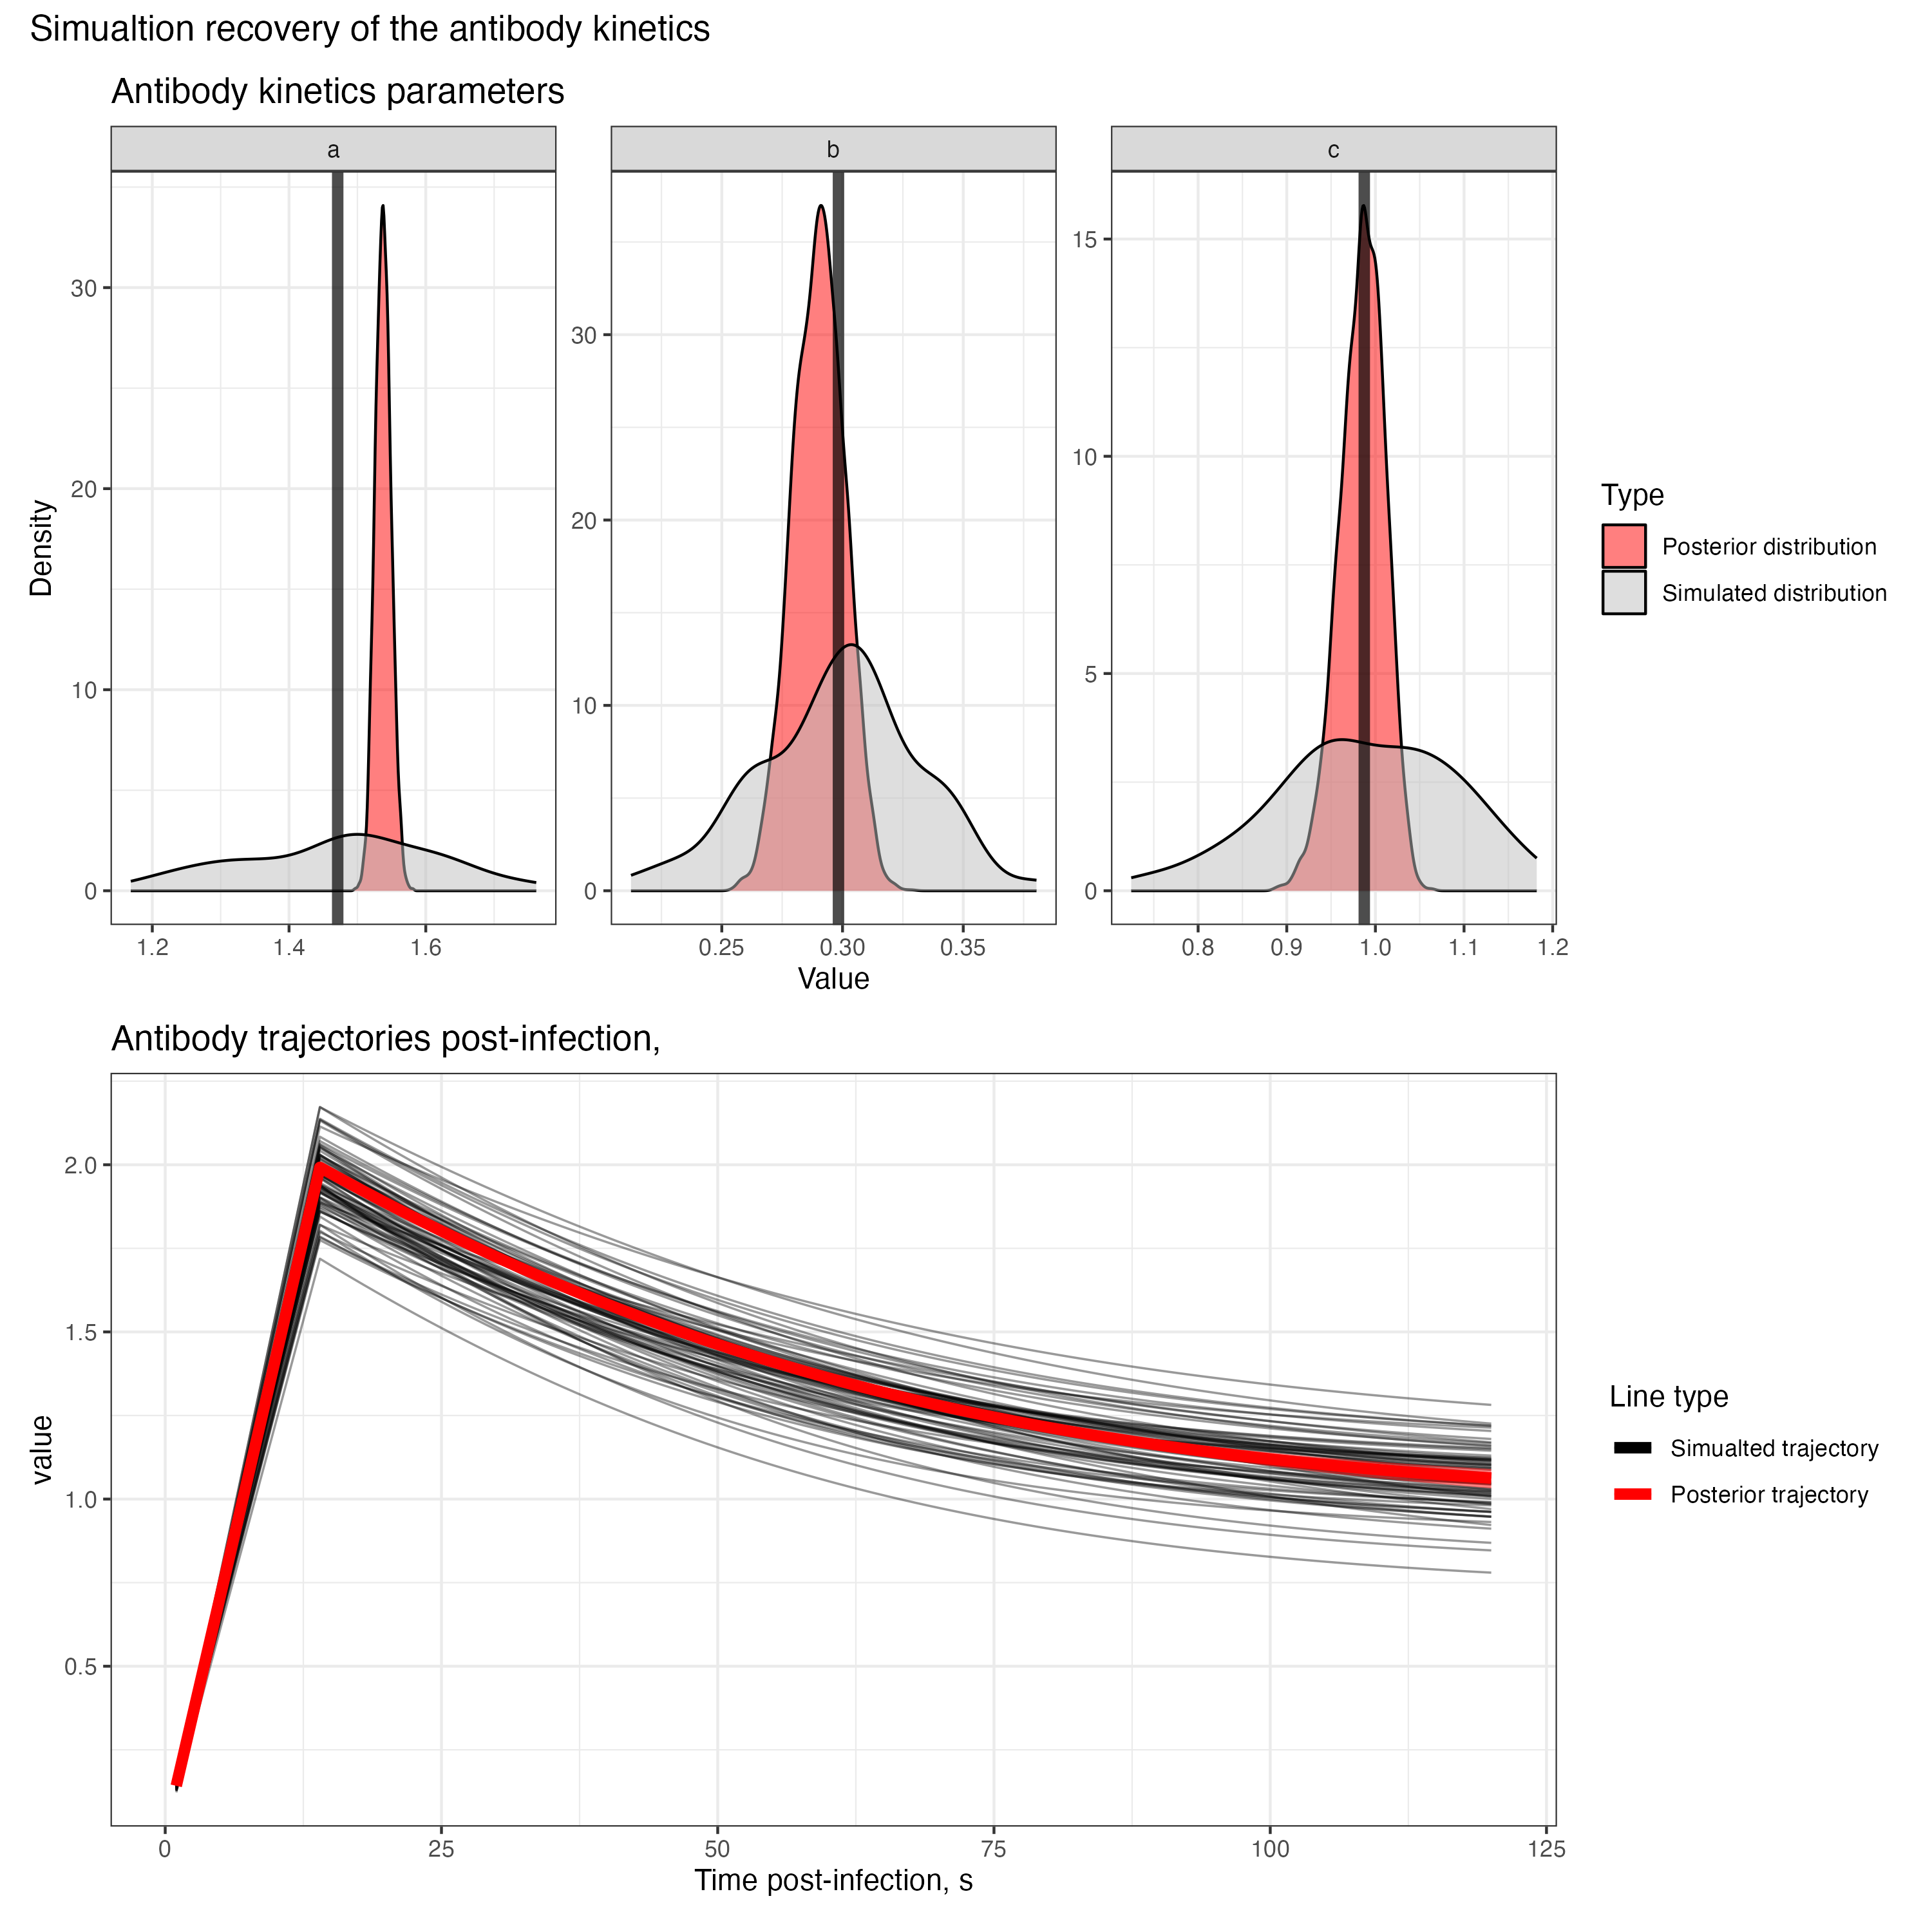 Simualtion recovery of the antibody kinetics
Antibody kinetics parameters
a
b
c
Density
30
20
10
0
30
20
10
0
15
10
5
0
1.2
1.4
1.6
0.25
0.30
0.35
0.8
0.9
1.0
1.1
1.2
Value
Type
Posterior distribution
Simulated distribution
Antibody trajectories post-infection,
value
2.0
1.5
1.0
0.5
0
25
50
75
100
125
Time post-infection, s
Line type
Simualted trajectory
Posterior trajectory